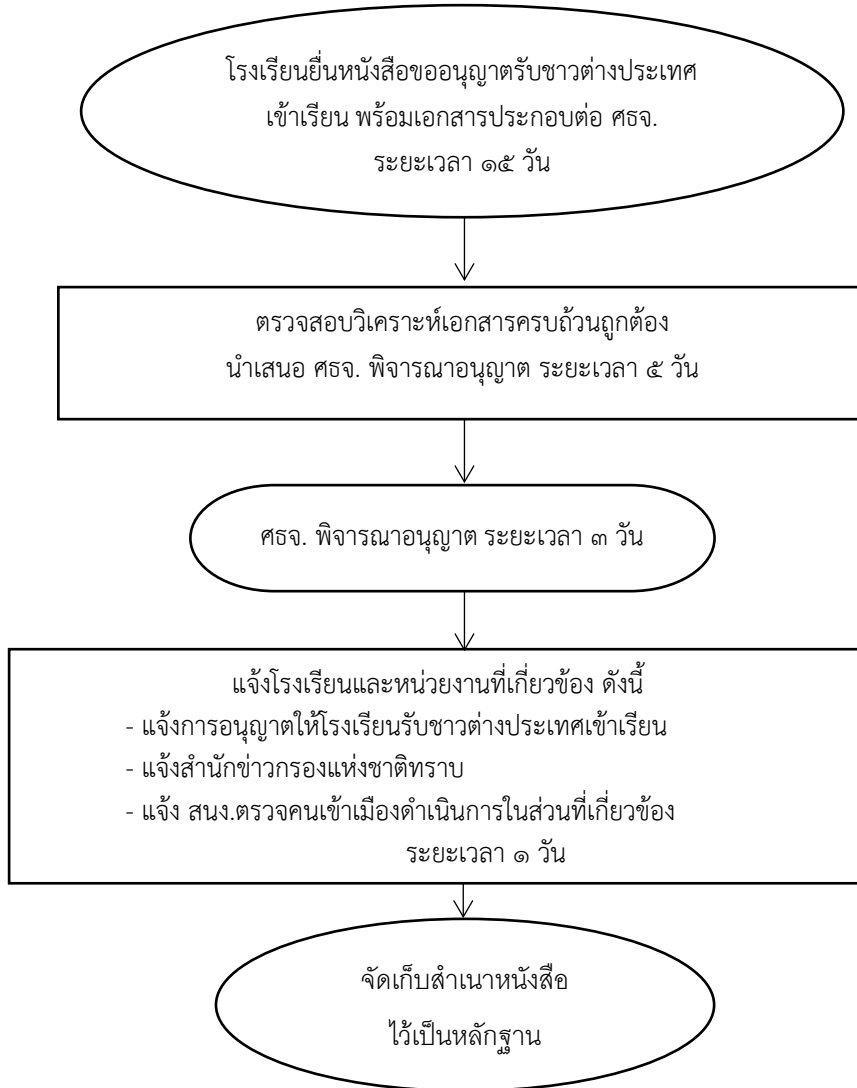 โรงเรียนยื่นหนังสือขออนุญาตรับชาวต่างประเทศ
เข้าเรียน พร้อมเอกสารประกอบต่อ ศธจ.
ระยะเวลา ๑๕ วัน
ตรวจสอบวิเคราะห์เอกสารครบถ้วนถูกต้อง
นำเสนอ ศธจ. พิจารณาอนุญาต ระยะเวลา ๕ วัน
ศธจ. พิจารณาอนุญาต ระยะเวลา ๓ วัน
แจ้งโรงเรียนและหน่วยงานที่เกี่ยวข้อง ดังนี้
- แจ้งการอนุญาตให้โรงเรียนรับชาวต่างประเทศเข้าเรียน
- แจ้งสำนักข่าวกรองแห่งชาติทราบ
- แจ้ง สนง.ตรวจคนเข้าเมืองดำเนินการในส่วนที่เกี่ยวข้อง
ระยะเวลา ๑ วัน
จัดเก็บสำเนาหนังสือ
ไว้เป็นหลักฐาน